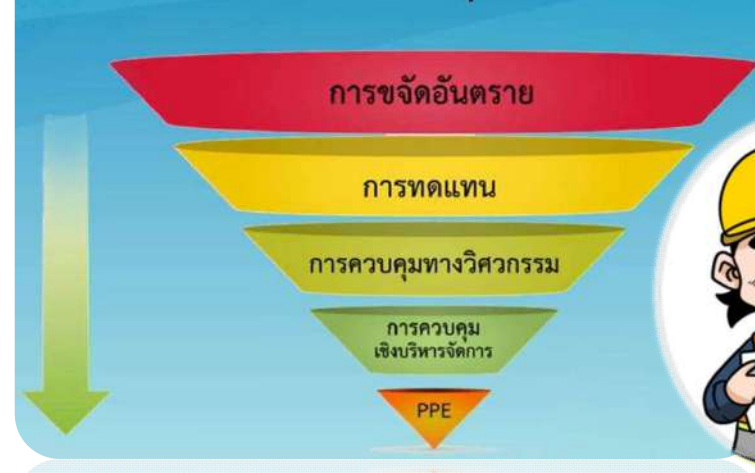 การขจัดอันตราย
การทดแทน
การควบคุมทางวิศวกรรม
การควบคุม
เชิงบริหารจัดการ
PPE